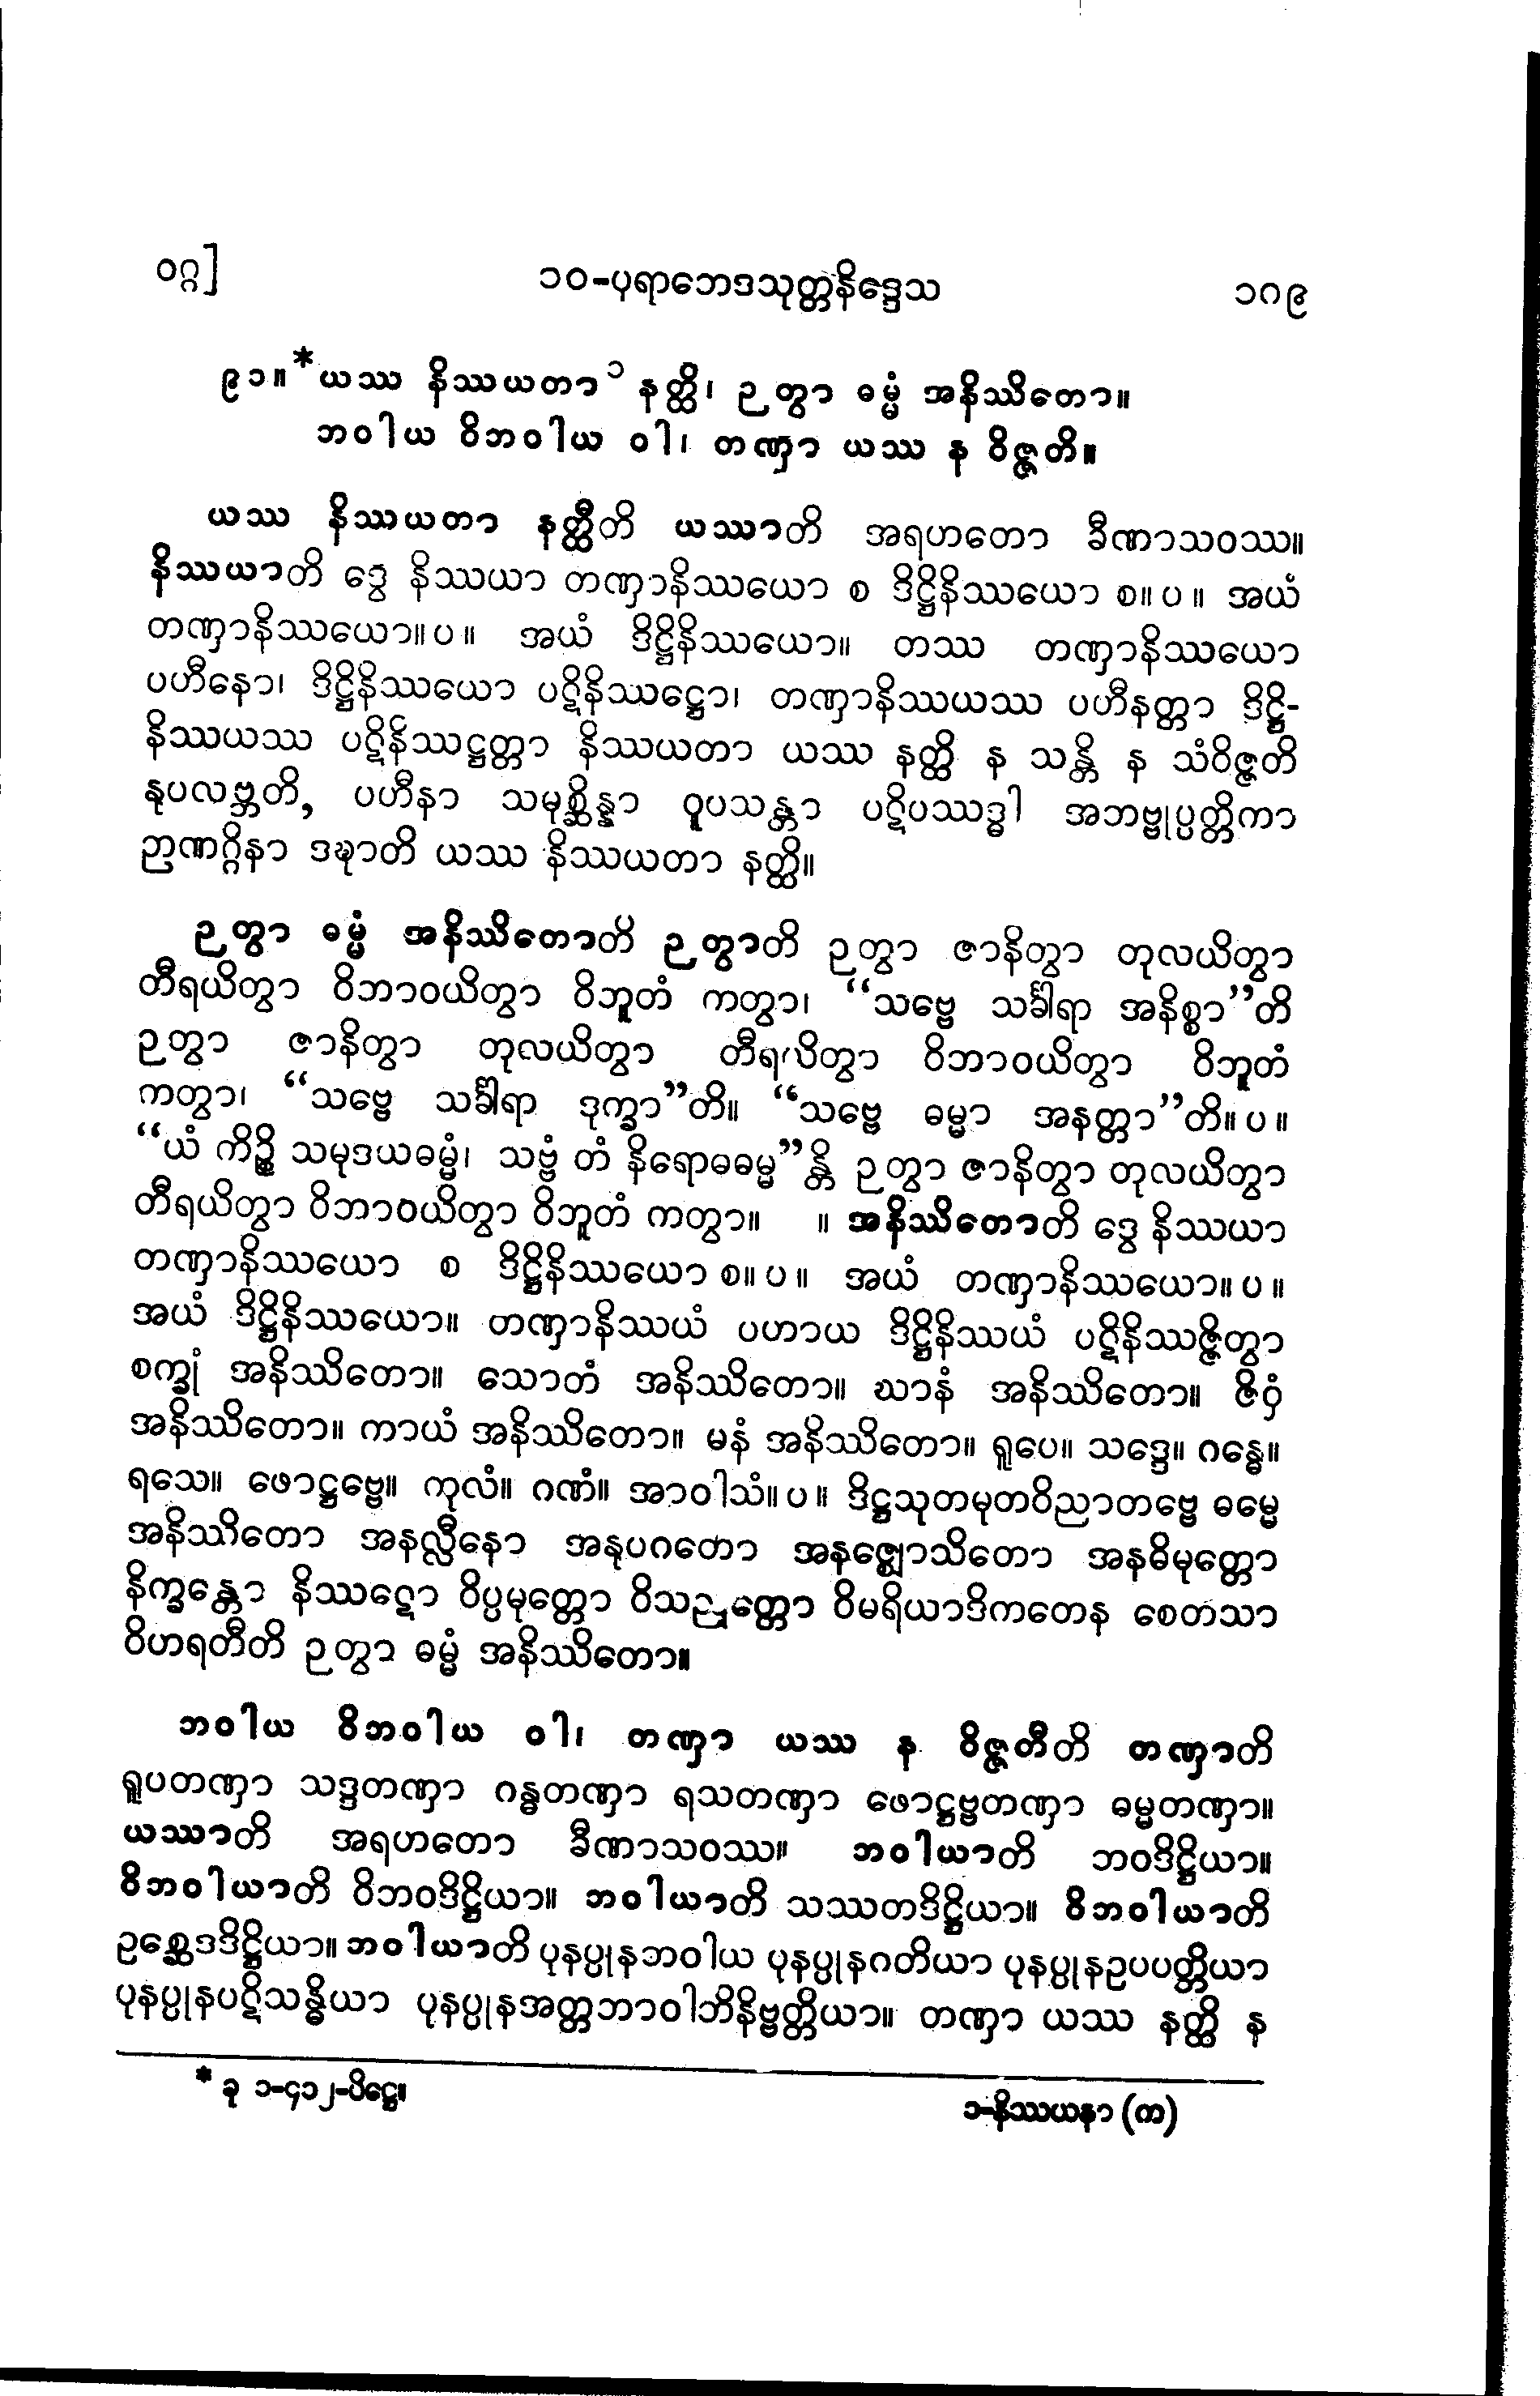 ဝဂ္ဂ] ၁၀-ပုရာဘေဒသုတ္တနိဒ္ဒေသ ၁၈၉
၉၁။*ယဿ နိဿယတာ ၁ နတ္ထိ၊ ဉတွာ ဓမ္မံ အနိဿိတော။
ဘဝါယ ဝိဘဝါယ ဝါ၊ တဏှာ ယဿ န ဝိဇ္ဇတိ။
ယဿ နိဿယတာ နတ္ထီတိ ယဿာတိ အရဟတော ခီဏာသဝဿ။
နိဿယာတိ ဒွေ နိဿယာ တဏှာနိဿယော စ ဒိဋ္ဌိနိဿယော စ။ပ။ အယံ
တဏှာနိဿယော။ပ။ အယံ ဒိဋ္ဌိနိဿယော။ တဿ တဏှာနိဿယော
ပဟီနော၊ ဒိဋ္ဌိနိဿယော ပဋိနိဿဋ္ဌော၊ တဏှာနိဿယဿ ပဟီနတ္တာ ဒိဋ္ဌိ-
နိဿယဿ ပဋိနိဿဋ္ဌတ္တာ နိဿယတာ ယဿ နတ္ထိ န သန္တိ န သံဝိဇ္ဇတိ
နုပလဗ္ဘတိ, ပဟီနာ သမုစ္ဆိန္နာ ဝူပသန္တာ ပဋိပဿဒ္ဓါ အဘဗ္ဗုပ္ပတ္တိကာ
ဉာဏဂ္ဂိနာ ဒဍ္ဎာတိ ယဿ နိဿယတာ နတ္ထိ။
ဉတွာ ဓမ္မံ အနိဿိတောတိ ဉတွာတိ ဉတွာ ဇာနိတွာ တုလယိတွာ
တီရယိတွာ ဝိဘာဝယိတွာ ဝိဘူတံ ကတွာ၊ “သဗ္ဗေ သင်္ခါရာ အနိစ္စာ”တိ
ဉတွာ ဇာနိတွာ တုလယိတွာ တီရယိတွာ ဝိဘာဝယိတွာ ဝိဘူတံ
ကတွာ၊ “သဗ္ဗေ သင်္ခါရာ ဒုက္ခာ”တိ။ “သဗ္ဗေ ဓမ္မာ အနတ္တာ”တိ။ပ။
“ယံ ကိဉ္စိ သမုဒယဓမ္မံ၊ သဗ္ဗံ တံ နိရောဓဓမ္မ”န္တိ ဉတွာ ဇာနိတွာ တုလယိတွာ
တီရယိတွာ ဝိဘာဝယိတွာ ဝိဘူတံ ကတွာ။ ။ အနိဿိတောတိ ဒွေ နိဿယာ
တဏှာနိဿယော စ ဒိဋ္ဌိနိဿယော စ။ပ။ အယံ တဏှာနိဿယော။ပ။
အယံ ဒိဋ္ဌိနိဿယော။ တဏှာနိဿယံ ပဟာယ ဒိဋ္ဌိနိဿယံ ပဋိနိဿဇ္ဇိတွာ
စက္ခုံ အနိဿိတော။ သောတံ အနိဿိတော။ ဃာနံ အနိဿိတော။ ဇိဝှံ
အနိဿိတော။ ကာယံ အနိဿိတော။ မနံ အနိဿိတော။ ရူပေ။ သဒ္ဒေ။ ဂန္ဓေ။
ရသေ။ ဖောဋ္ဌဗ္ဗေ။ ကုလံ။ ဂဏံ။ အာဝါသံ။ပ။ ဒိဋ္ဌသုတမုတဝိညာတဗ္ဗေ ဓမ္မေ
အနိဿိတော အနလ္လီနော အနုပဂတော အနဇ္ဈောသိတော အနဓိမုတ္တော
နိက္ခန္တော နိဿဋော ဝိပ္ပမုတ္တော ဝိသညုတ္တော ဝိမရိယာဒိကတေန စေတသာ
ဝိဟရတီတိ ဉတွာ ဓမ္မံ အနိဿိတော။
ဘဝါယ ဝိဘဝါယ ဝါ၊ တဏှာ ယဿ န ဝိဇ္ဇတီတိ တဏှာတိ
ရူပတဏှာ သဒ္ဒတဏှာ ဂန္ဓတဏှာ ရသတဏှာ ဖောဋ္ဌဗ္ဗတဏှာ ဓမ္မတဏှာ။
ယဿာတိ အရဟတော ခီဏာသဝဿ။ ဘဝါယာတိ ဘဝဒိဋ္ဌိယာ။
ဝိဘဝါယာတိ ဝိဘဝဒိဋ္ဌိယာ။ ဘဝါယာတိ သဿတဒိဋ္ဌိယာ။ ဝိဘဝါယာတိ
ဥစ္ဆေဒဒိဋ္ဌိယာ။ ဘဝါယာတိ ပုနပ္ပုနဘဝါယ ပုနပ္ပုနဂတိယာ ပုနပ္ပုနဥပပတ္တိယာ
ပုနပ္ပုနပဋိသန္ဓိယာ ပုနပ္ပုနအတ္တဘာဝါဘိနိဗ္ဗတ္တိယာ။ တဏှာ ယဿ နတ္ထိ န
* ခု ၁-၄၁၂-ပိဋ္ဌေ။ ၁-နိဿယနာ (က)